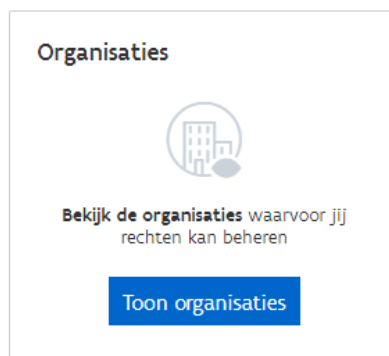 Organisaties
Bekijk de organisaties waarvoor jij
rechten kan beheren
Toon organisaties